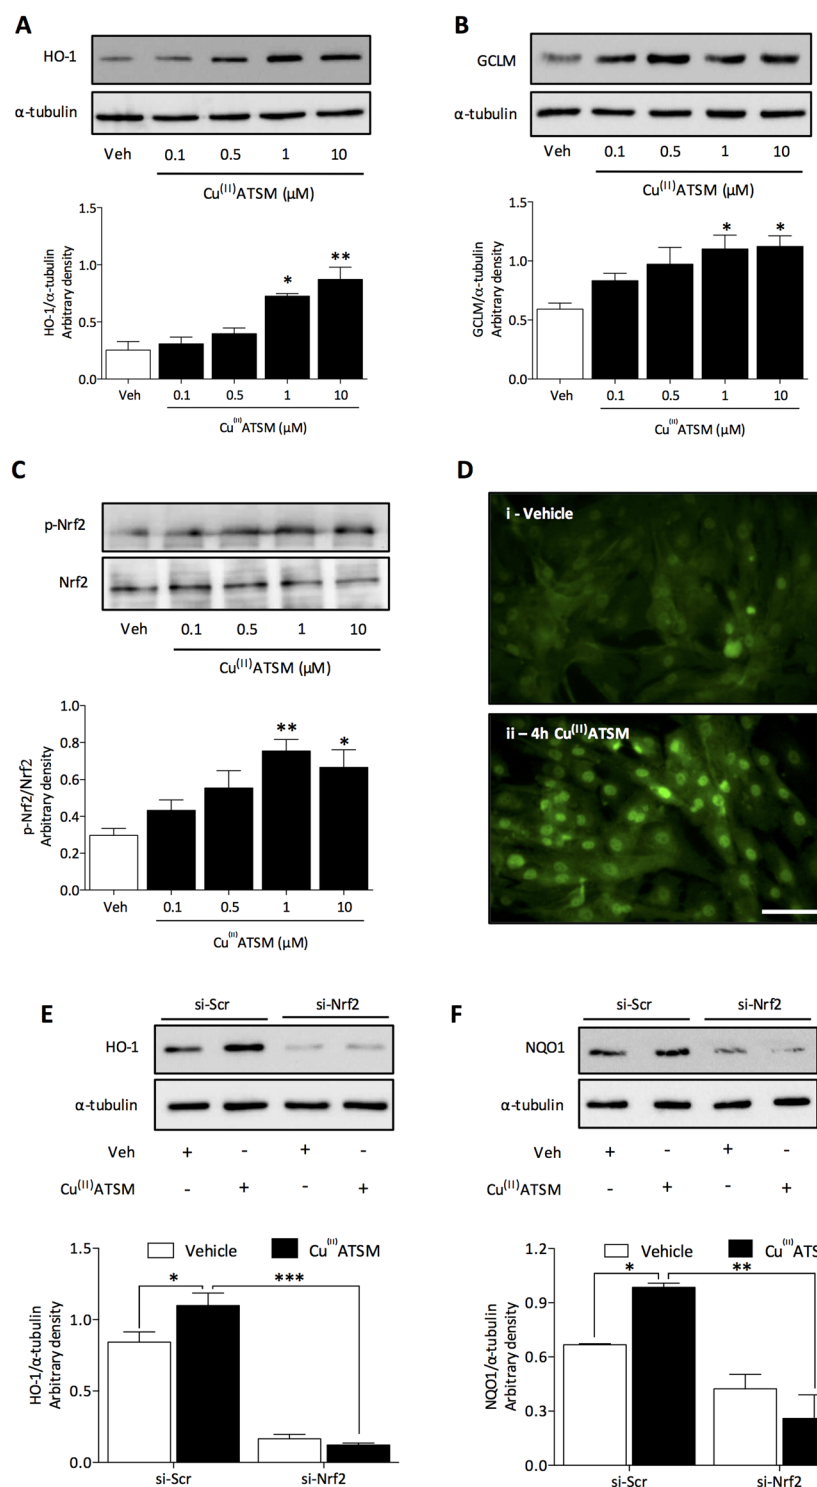 A
HO-1
α-tubulin
Veh 0.1 0.5 1 10
Cu(II)ATSM (μM)
HO-1/α-tubulin
Arbitrary density
1.5
1.0
0.5
0.0
* **
Veh 0.1 0.5 1 10
Cu(II)ATSM (μM)
B
GCLM
α-tubulin
Veh 0.1 0.5 1 10
Cu(II)ATSM (μM)
GCLM/α-tubulin
Arbitrary density
1.5
1.0
0.5
0.0
* *
Veh 0.1 0.5 1 10
Cu(II)ATSM (μM)
C
p-Nrf2
Nrf2
Veh 0.1 0.5 1 10
Cu(II)ATSM (μM)
p-Nrf2/Nrf2
Arbitrary density
1.0
0.8
0.6
0.4
0.2
0.0
** *
Veh 0.1 0.5 1 10
Cu(II)ATSM (μM)
D
i - Vehicle
ii – 4h Cu(II)ATSM
E
si-Scr si-Nrf2
HO-1
α-tubulin
Veh + - + -
Cu(II)ATSM - + - +
Vehicle Cu(II)ATSM
HO-1/α-tubulin
Arbitrary density
1.5
1.0
0.5
0.0
* ***
si-Scr si-Nrf2
F
si-Scr si-Nrf2
NQO1
α-tubulin
Veh + - + -
Cu(II)ATSM - + - +
Vehicle Cu(II)ATS
NQO1/α-tubulin
Arbitrary density
1.2
0.9
0.6
0.3
0.0
* **
si-Scr si-Nrf2